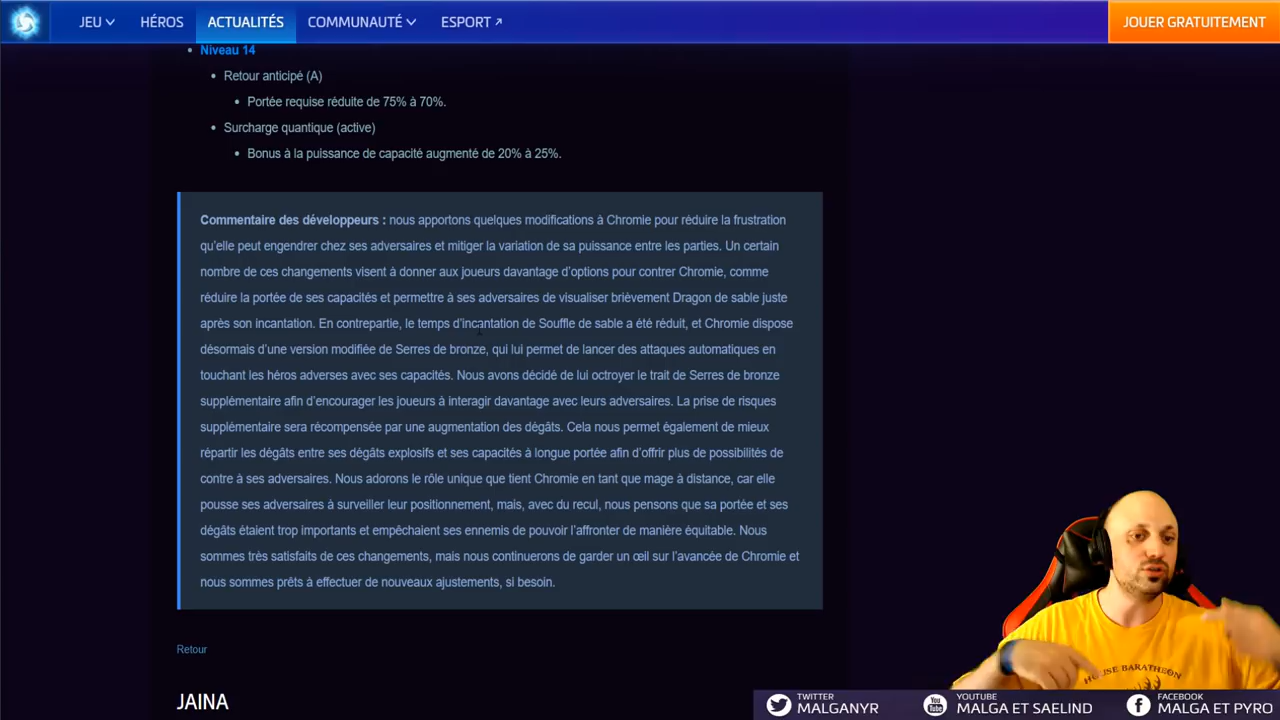 JEU HÉROS ACTUALITÉS COMMUNAUTÉ ESPORT JOUER GRATUITEMENT
Niveau 14
Retour anticipé (A)
Portée requise réduite de 75% à 70%.
Surcharge quantique (active)
Bonus à la puissance de capacité augmenté de 20% à 25%.
Commentaire des développeurs : nous apportons quelques modifications à Chromie pour réduire la frustration
qu'elle peut engendrer chez ses adversaires et mitiger la variation de sa puissance entre les parties. Un certain
nombre de ces changements visent à donner aux joueurs davantage d'options pour contrer Chromie, comme
réduire la portée de ses capacités et permettre à ses adversaires de visualiser brièvement Dragon de sable juste
après son incantation. En contrepartie, le temps d'incantation de Souffle de sable a été réduit, et Chromie dispose
désormais d'une version modifiée de Serres de bronze, qui lui permet de lancer des attaques automatiques en
touchant les héros adverses avec ses capacités. Nous avons décidé de lui octroyer le trait de Serres de bronze
supplémentaire afin d'encourager les joueurs à interagir davantage avec leurs adversaires. La prise de risques
supplémentaire sera récompensée par une augmentation des dégâts. Cela nous permet également de mieux
répartir les dégâts entre ses dégâts explosifs et ses capacités à longue portée afin d'offrir plus de possibilités de
contre à ses adversaires. Nous adorons le rôle unique que tient Chromie en tant que mage à distance, car elle
pousse ses adversaires à surveiller leur positionnement, mais, avec du recul, nous pensons que sa portée et ses
dégâts étaient trop importants et empêchaient ses ennemis de pouvoir l'affronter de manière équitable. Nous
sommes très satisfaits de ces changements, mais nous continuerons de garder un œil sur l'avancée de Chromie et
nous sommes prêts à effectuer de nouveaux ajustements, si besoin.
Retour
JAINA
HOUSE BARATHEON
TWITTER
MALGANYR
YOUTUBE
MALGA ET SAELIND
FACEBOOK
MALGA ET PYRO